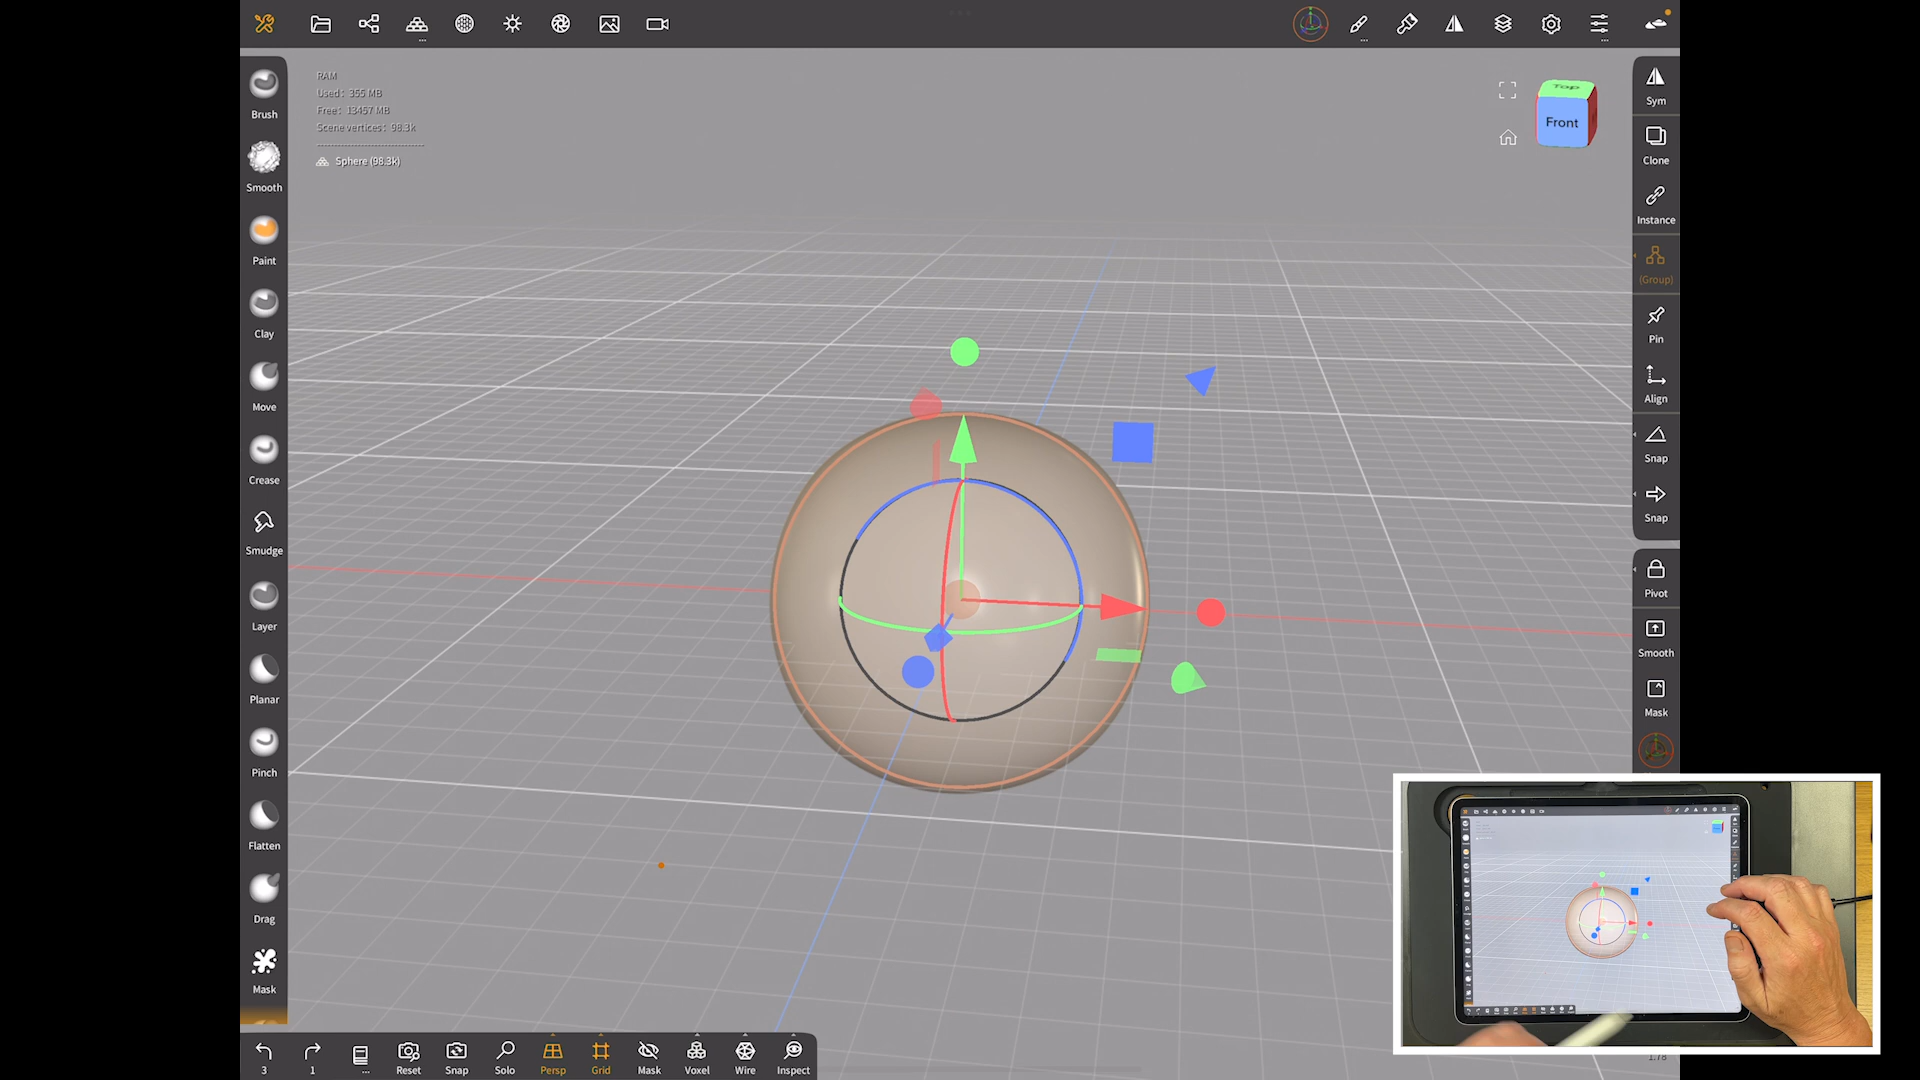 RAM
Used: 355 MB
Free: 13457 MB
Scene vertices: 98.3k
Sphere (98.3k)
Top
Front
Brush
Smooth
Paint
Clay
Move
Crease
Smudge
Layer
Planar
Pinch
Flatten
Drag
Mask
Sym
Clone
Instance
(Group)
Pin
Align
Snap
Snap
Pivot
Smooth
Mask
3
1
...
Reset
Snap
Solo
Persp
Grid
Mask
Voxel
Wire
Inspect